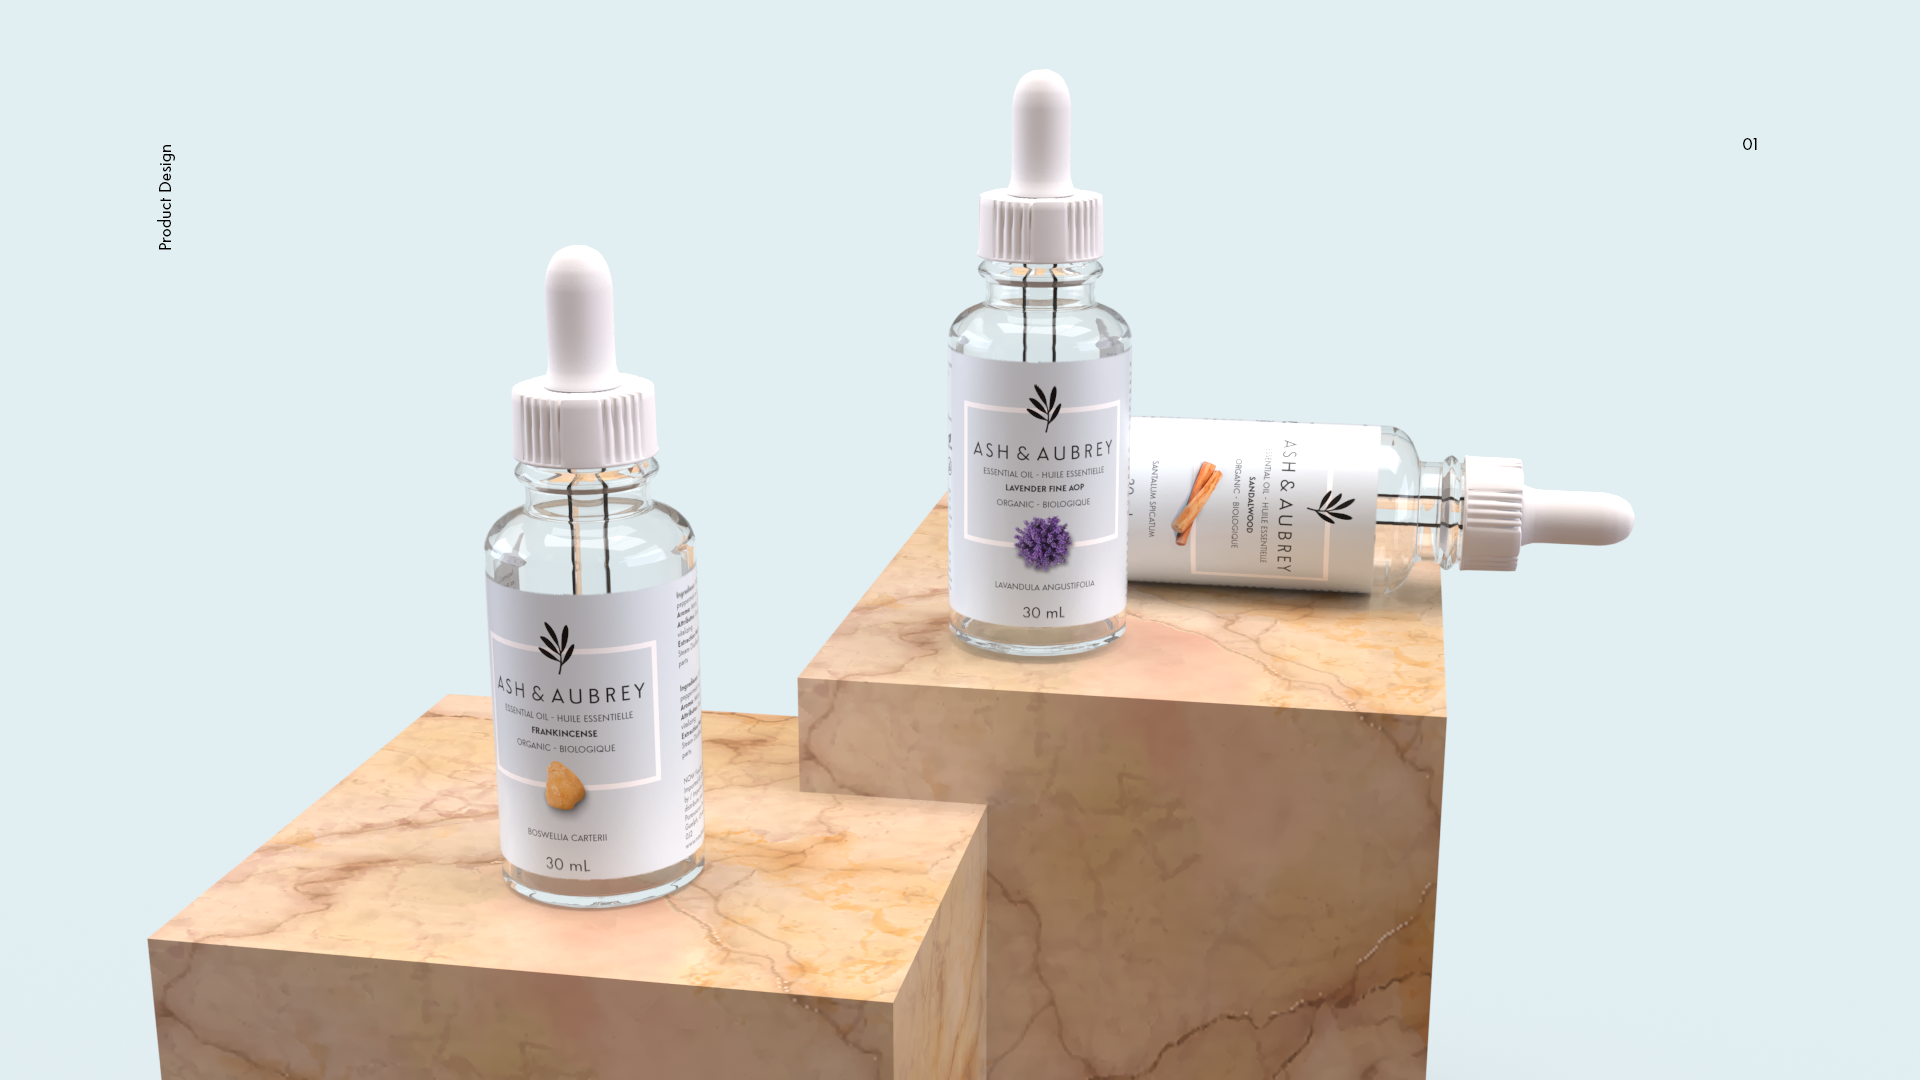 Product Design
01
ASH & AUBREY
ESSENTIAL OIL - HUILE ESSENTIELLE
LAVENDER FINE AOP
ORGANIC - BIOLOGIQUE
LAVANDULA ANGUSTIFOLIA
30 mL
ASH & AUBREY
ESSENTIAL OIL - HUILE ESSENTIELLE
SANDALWOOD
ORGANIC - BIOLOGIQUE
SANTALUM SPICATUM
ASH & AUBREY
ESSENTIAL OIL - HUILE ESSENTIELLE
FRANKINCENSE
ORGANIC - BIOLOGIQUE
BOSWELLIA CARTERII
30 mL